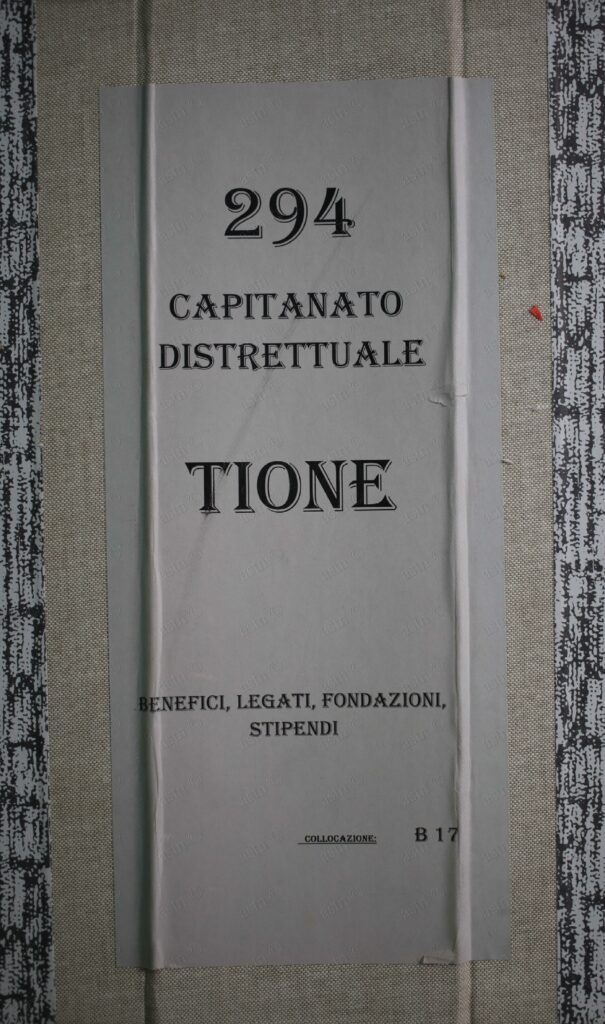 294
CAPITANATO
DISTRETTUALE
TIONE
BENEFICI, LEGATI, FONDAZIONI,
STIPENDI
COLLOCAZIONE: B 17